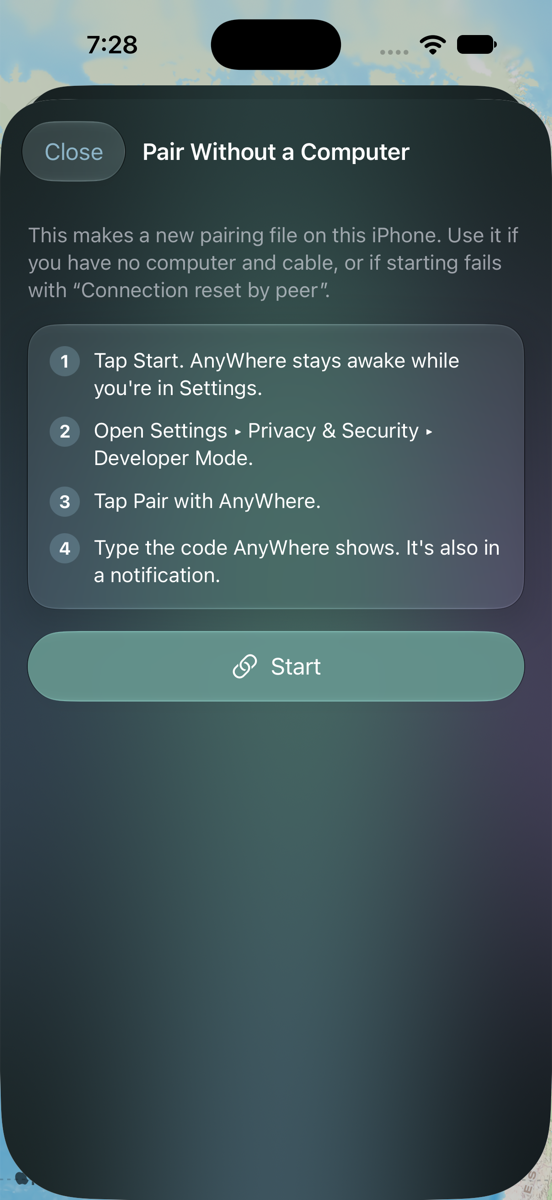 7:28
Close
Pair Without a Computer
This makes a new pairing file on this iPhone. Use it if
you have no computer and cable, or if starting fails
with “Connection reset by peer”.
1 Tap Start. AnyWhere stays awake while
you're in Settings.
2 Open Settings ▸ Privacy & Security ▸
Developer Mode.
3 Tap Pair with AnyWhere.
4 Type the code AnyWhere shows. It's also in
a notification.
Start